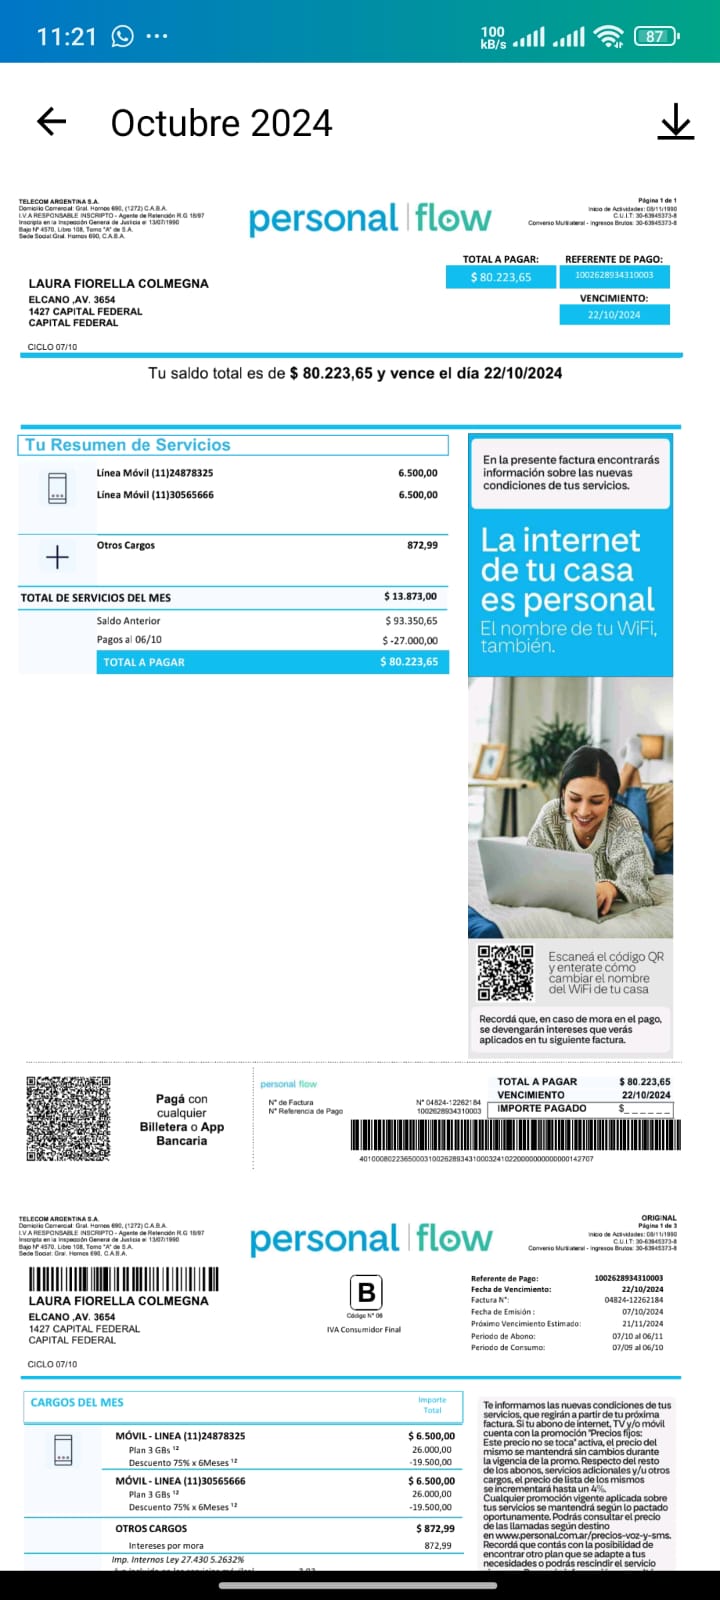 11:21
100
kB/s
87
Octubre 2024
TELECOM ARGENTINA S.A.
Domicilio Comercial: Gral. Hornos 690, (1272) C.A.B.A.
I.V.A RESPONSABLE INSCRIPTO - Agente de Retención R.G 18/97
Inscripta en la Inspección General de Justicia el 13/07/1990
Bajo Nº 4570, Libro 108, Tomo "A" de S.A.
Sede Social Gral. Hornos 690, C.A.B.A.
personal flow
Página 1 de 1
Inicio de Actividades: 08/11/1990
C.U.I.T: 30-63945373-8
Convenio Multilateral - Ingresos Brutos: 30-63945373-8
TOTAL A PAGAR:
$ 80.223,65
REFERENTE DE PAGO:
1002628934310003
VENCIMIENTO:
22/10/2024
LAURA FIORELLA COLMEGNA
ELCANO ,AV. 3654
1427 CAPITAL FEDERAL
CAPITAL FEDERAL
CICLO 07/10
Tu saldo total es de $ 80.223,65 y vence el día 22/10/2024
Tu Resumen de Servicios
Línea Móvil (11)24878325 6.500,00
Línea Móvil (11)30565666 6.500,00
Otros Cargos 872,99
TOTAL DE SERVICIOS DEL MES $ 13.873,00
Saldo Anterior $ 93.350,65
Pagos al 06/10 $ -27.000,00
TOTAL A PAGAR $ 80.223,65
En la presente factura encontrarás
información sobre las nuevas
condiciones de tus servicios.
La internet
de tu casa
es personal
El nombre de tu WiFi,
también.
Escaneá el código QR
y enterate cómo
cambiar el nombre
del WiFi de tu casa
Recordá que, en caso de mora en el pago,
se devengarán intereses que verás
aplicados en tu siguiente factura.
Pagá con
cualquier
Billetera o App
Bancaria
personal flow
Nº de Factura Nº 04824-12262184
Nº Referencia de Pago 1002628934310003
TOTAL A PAGAR $ 80.223,65
VENCIMIENTO 22/10/2024
IMPORTE PAGADO $_ _ _ _ _ _
TELECOM ARGENTINA S.A.
Domicilio Comercial: Gral. Hornos 690, (1272) C.A.B.A.
I.V.A RESPONSABLE INSCRIPTO - Agente de Retención R.G 18/97
Inscripta en la Inspección General de Justicia el 13/07/1990
Bajo Nº 4570, Libro 108, Tomo "A" de S.A.
Sede Social Gral. Hornos 690, C.A.B.A.
personal flow
ORIGINAL
Página 1 de 3
Inicio de Actividades: 08/11/1990
C.U.I.T: 30-63945373-8
Convenio Multilateral - Ingresos Brutos: 30-63945373-8
LAURA FIORELLA COLMEGNA
ELCANO ,AV. 3654
1427 CAPITAL FEDERAL
CAPITAL FEDERAL
CICLO 07/10
B
Código Nº 06
IVA Consumidor Final
Referente de Pago: 1002628934310003
Fecha de Vencimiento: 22/10/2024
Factura Nº: 04824-12262184
Fecha de Emisión : 07/10/2024
Próximo Vencimiento Estimado: 21/11/2024
Periodo de Abono: 07/10 al 06/11
Periodo de Consumo: 07/09 al 06/10
CARGOS DEL MES Importe
Total
MÓVIL - LINEA (11)24878325 $ 6.500,00
Plan 3 GBs 12 26.000,00
Descuento 75% x 6Meses 12 -19.500,00
MÓVIL - LINEA (11)30565666 $ 6.500,00
Plan 3 GBs 12 26.000,00
Descuento 75% x 6Meses 12 -19.500,00
OTROS CARGOS $ 872,99
Intereses por mora 872,99
Imp. Internos Ley 27.430 5.2632%
Te informamos las nuevas condiciones de tus
servicios, que regirán a partir de tu próxima
factura. Si tu abono de internet, TV y/o móvil
cuenta con la promoción "Precios fijos:
Este precio no se toca" activa, el precio del
mismo se mantendrá sin cambios durante
la vigencia de la promo. Respecto del resto
de los abonos, servicios adicionales y/u otros
cargos, el precio de lista de los mismos
se incrementará hasta un 4%.
Cualquier promoción vigente aplicada sobre
tus servicios se mantendrá según lo pactado
oportunamente. Podrás consultar el precio
de las llamadas según destino
en www.personal.com.ar/precios-voz-y-sms.
Recordá que contás con la posibilidad de
encontrar otro plan que se adapte a tus
necesidades o podrás rescindir el servicio